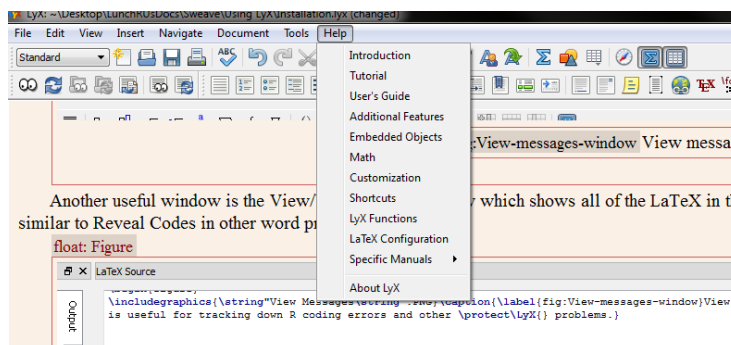 LyX: ~\Desktop\LunchRUsDocs\Sweave\Using LyX\Installation.lyx (changed)
File Edit View Insert Navigate Document Tools Help
Standard
ABC
TEX
Introduction
Tutorial
User's Guide
Additional Features
Embedded Objects
Math
Customization
Shortcuts
LyX Functions
LaTeX Configuration
Specific Manuals
About LyX
:View-messages-window View messa
Another useful window is the View/ which shows all of the LaTeX in t
similar to Reveal Codes in other word pr
float: Figure
LaTeX Source
Output
\includegraphics{\string"View Mes
\caption{\label{fig:View-messages-window}View
is useful for tracking down R coding errors and other \protect\LyX{} problems.}